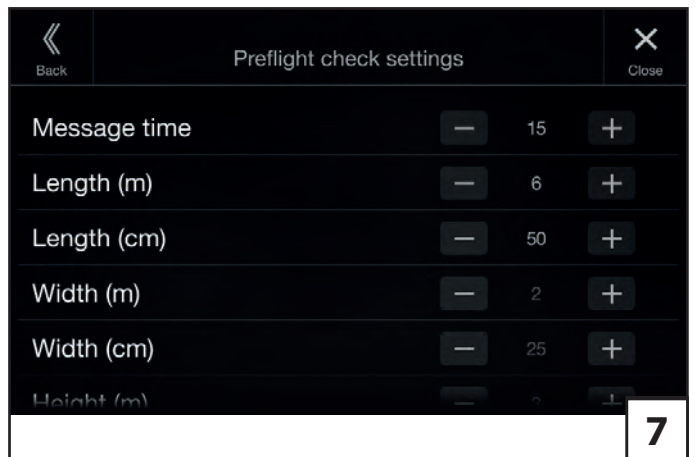 Back
Preflight check settings
Close
Message time — 15 +
Length (m) — 6 +
Length (cm) — 50 +
Width (m) — 2 +
Width (cm) — 25 +
Height (m) —
7